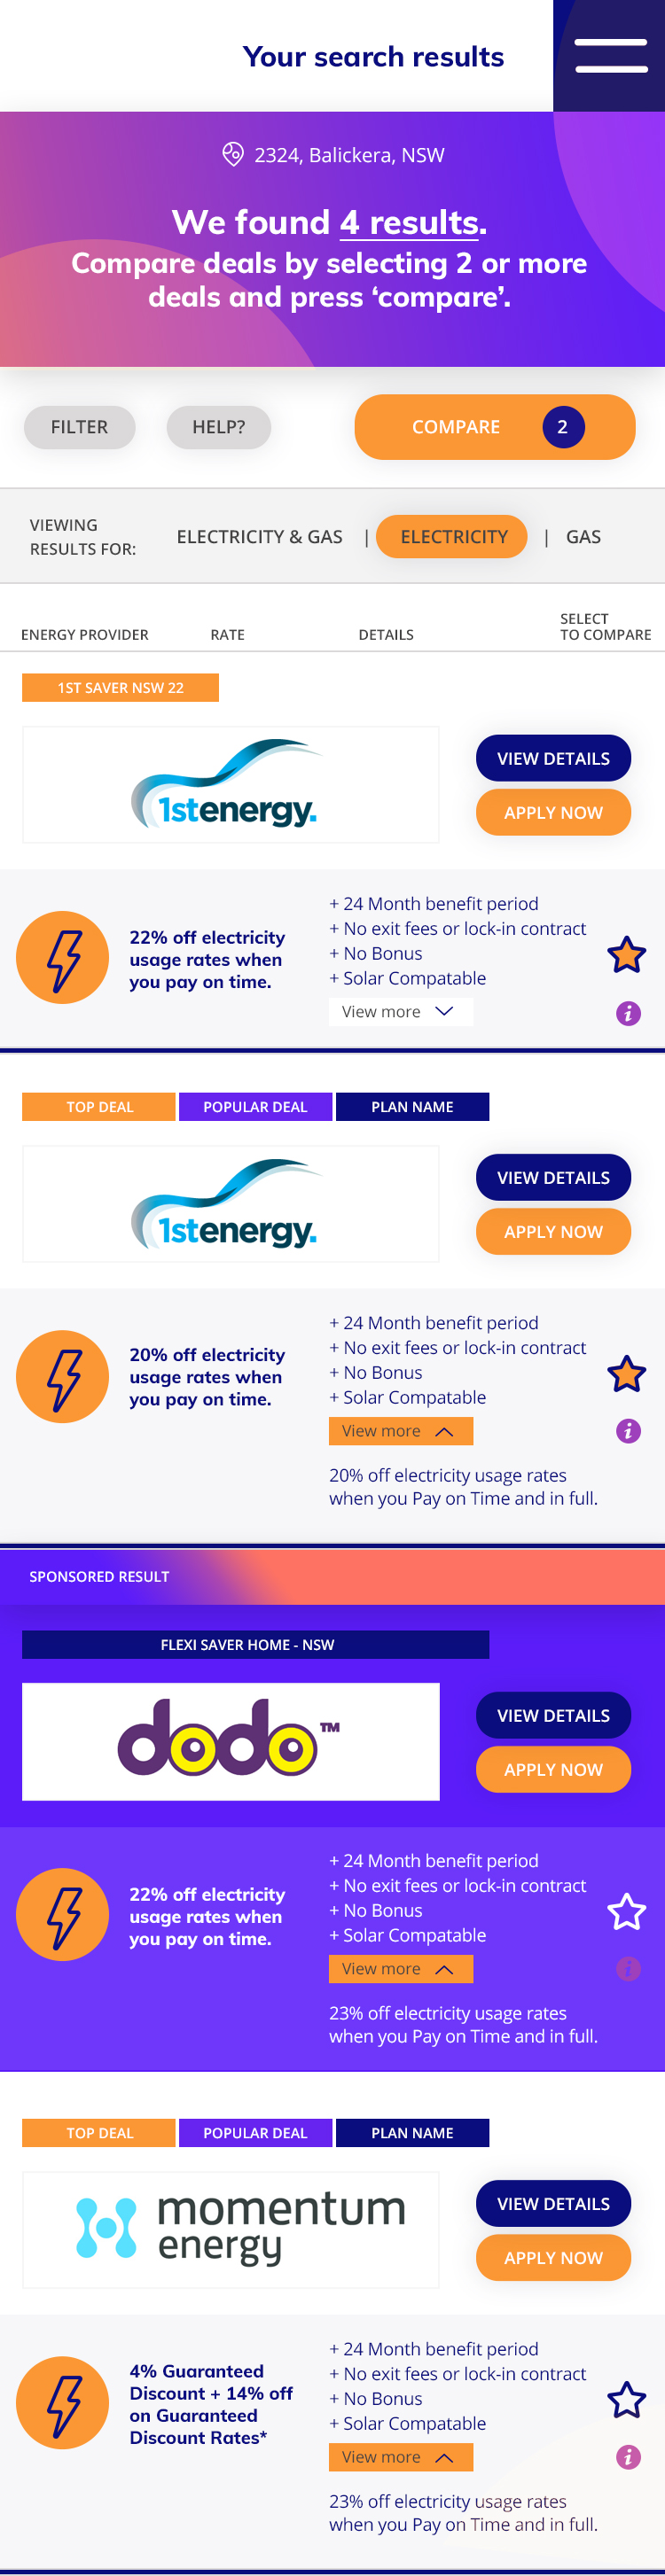 Your search results
2324, Balickera, NSW
We found 4 results.
Compare deals by selecting 2 or more
deals and press ‘compare’.
FILTER
HELP?
COMPARE
2
VIEWING
RESULTS FOR:
ELECTRICITY & GAS | ELECTRICITY | GAS
ENERGY PROVIDER
RATE
DETAILS
SELECT
TO COMPARE
1ST SAVER NSW 22
1stenergy.
VIEW DETAILS
APPLY NOW
22% off electricity
usage rates when
you pay on time.
+ 24 Month benefit period
+ No exit fees or lock-in contract
+ No Bonus
+ Solar Compatable
View more
i
TOP DEAL
POPULAR DEAL
PLAN NAME
1stenergy.
VIEW DETAILS
APPLY NOW
20% off electricity
usage rates when
you pay on time.
+ 24 Month benefit period
+ No exit fees or lock-in contract
+ No Bonus
+ Solar Compatable
View more
i
20% off electricity usage rates
when you Pay on Time and in full.
SPONSORED RESULT
FLEXI SAVER HOME - NSW
dodo™
VIEW DETAILS
APPLY NOW
22% off electricity
usage rates when
you pay on time.
+ 24 Month benefit period
+ No exit fees or lock-in contract
+ No Bonus
+ Solar Compatable
View more
i
23% off electricity usage rates
when you Pay on Time and in full.
TOP DEAL
POPULAR DEAL
PLAN NAME
momentum
energy
VIEW DETAILS
APPLY NOW
4% Guaranteed
Discount + 14% off
on Guaranteed
Discount Rates*
+ 24 Month benefit period
+ No exit fees or lock-in contract
+ No Bonus
+ Solar Compatable
View more
i
23% off electricity usage rates
when you Pay on Time and in full.